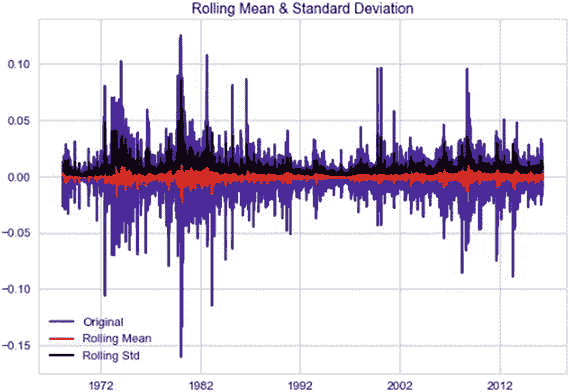 Rolling Mean & Standard Deviation
0.10
0.05
0.00
−0.05
−0.10
−0.15
Original
Rolling Mean
Rolling Std
1972 1982 1992 2002 2012